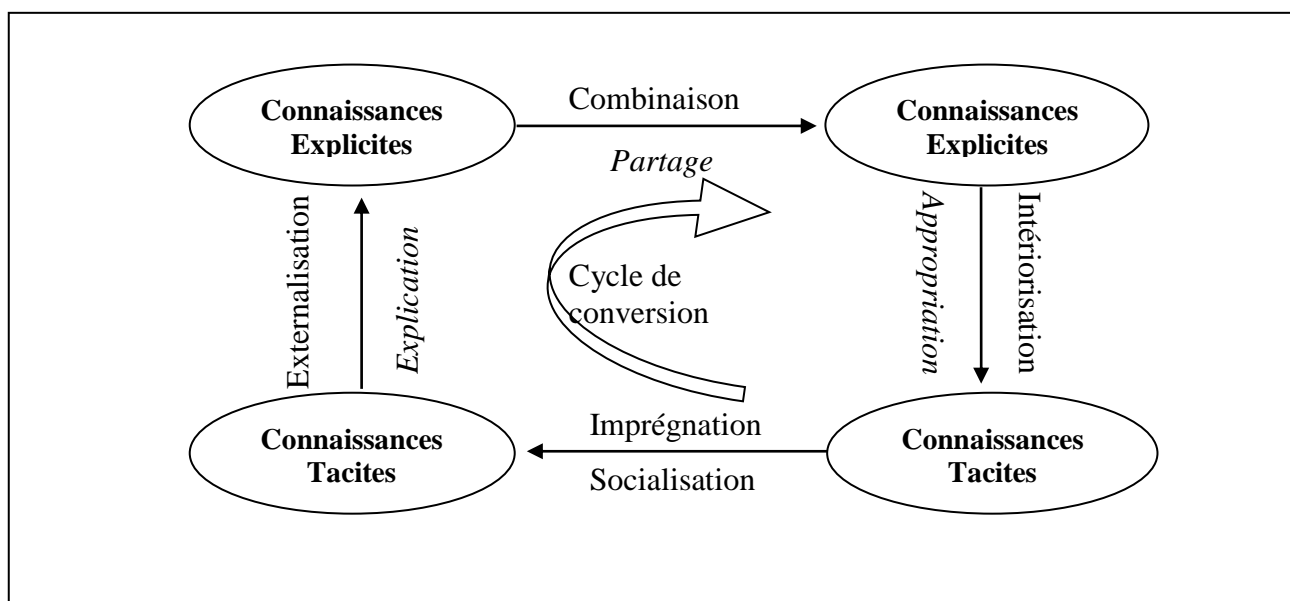 Connaissances
Explicites
Combinaison
Partage
Connaissances
Explicites
Externalisation
Explication
Cycle de
conversion
Appropriation
Intériorisation
Connaissances
Tacites
Imprégnation
Socialisation
Connaissances
Tacites